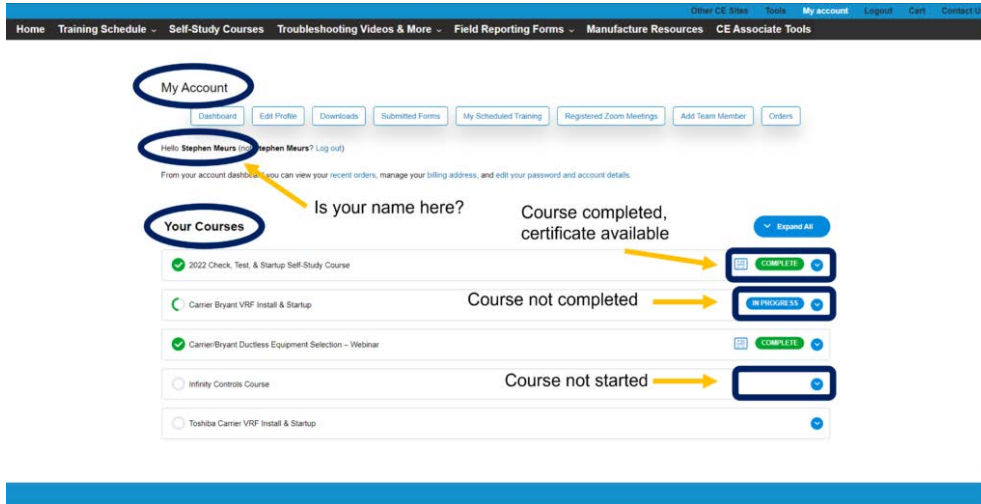 Other CE Sites Tools My account Logout Cart Contact U
Home Training Schedule Self-Study Courses Troubleshooting Videos & More Field Reporting Forms Manufacture Resources CE Associate Tools
My Account
Dashboard Edit Profile Downloads Submitted Forms My Scheduled Training Registered Zoom Meetings Add Team Member Orders
Hello Stephen Meurs (not Stephen Meurs? Log out)
From your account dashboard you can view your recent orders, manage your billing address, and edit your password and account details.
Is your name here?
Course completed,
certificate available
Your Courses
Expand All
2022 Check, Test, & Startup Self-Study Course COMPLETE
Carrier Bryant VRF Install & Startup Course not completed IN PROGRESS
Carrier/Bryant Ductless Equipment Selection – Webinar COMPLETE
Infinity Controls Course Course not started
Toshiba Carrier VRF Install & Startup